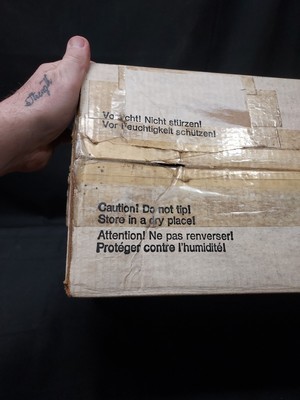 Nicht stürzen!
Vor Feuchtigkeit schützen!
Caution! Do not tip!
Store in a dry place!
Attention! Ne pas renverser!
Protéger contre l'humidité!